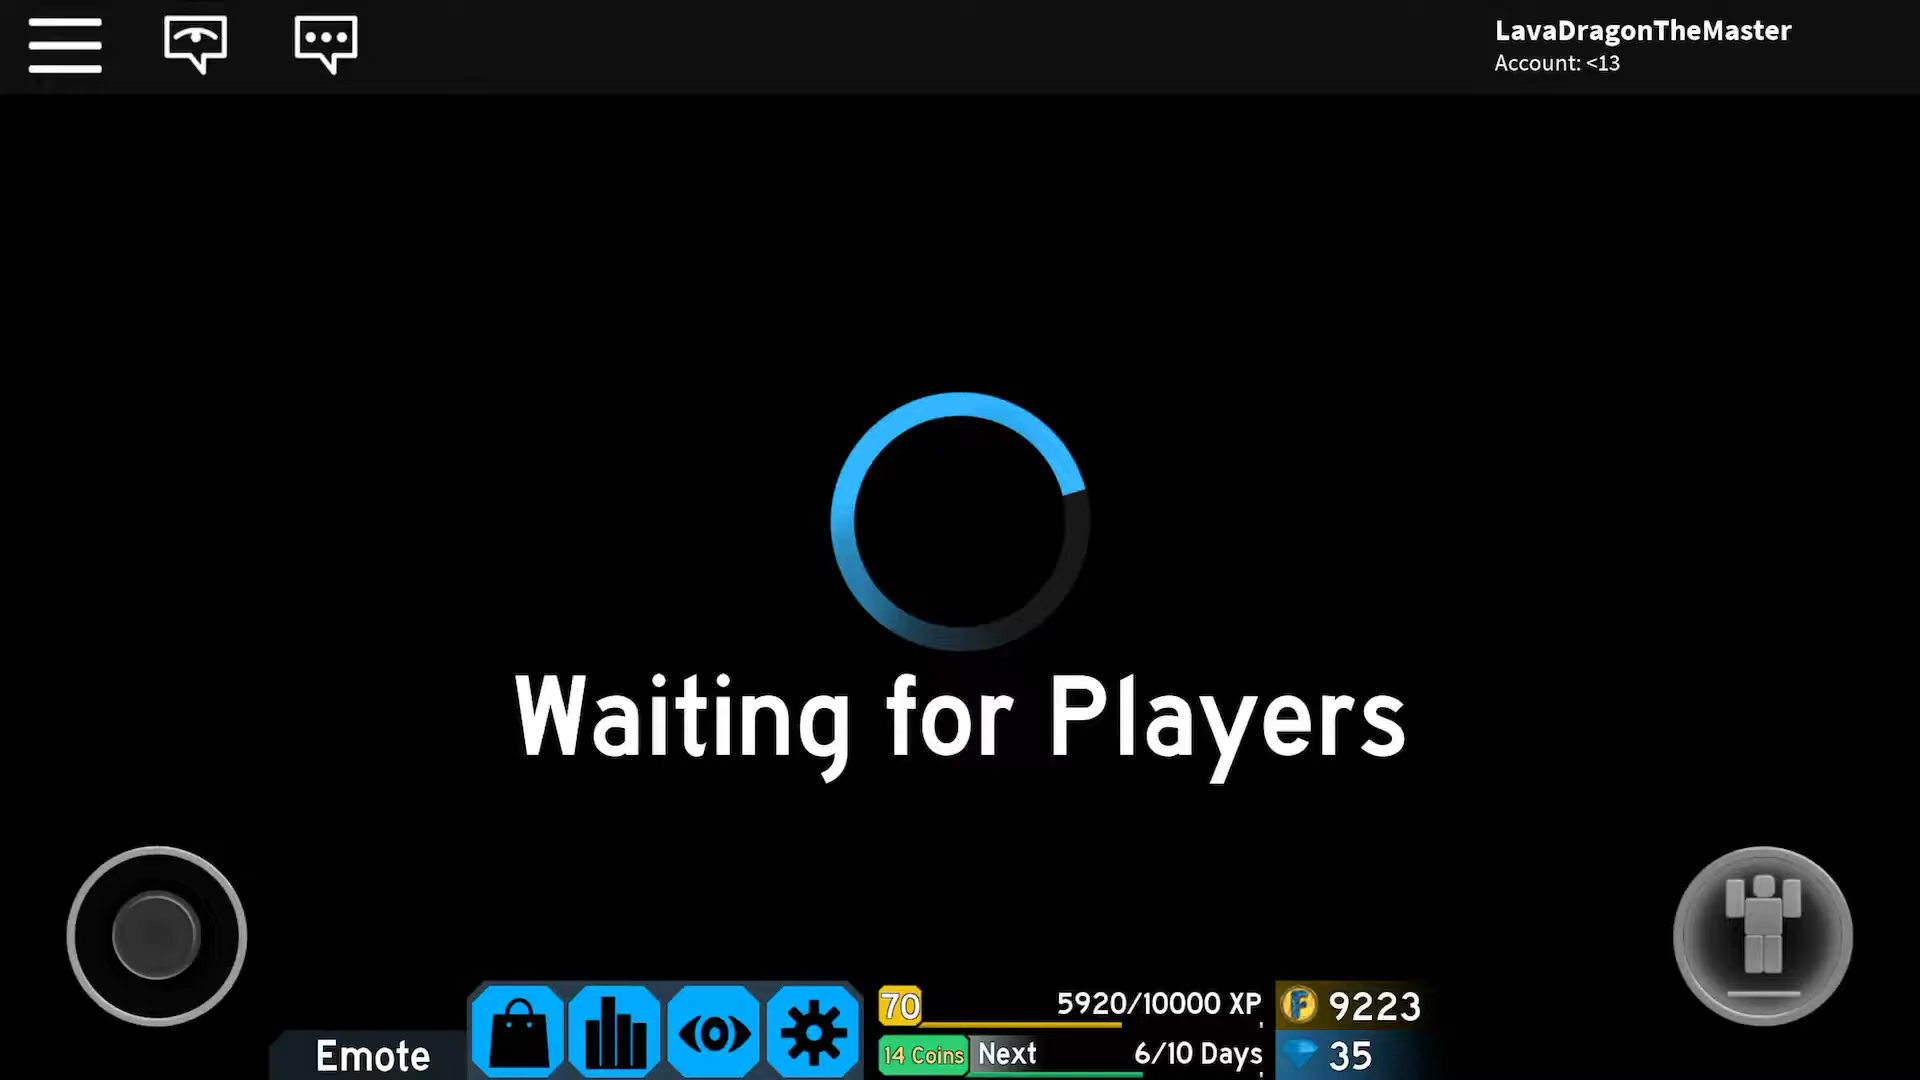 LavaDragonTheMaster
Account: <13
Waiting for Players
70 5920/10000 XP
9223
Emote
14 Coins Next 6/10 Days
35